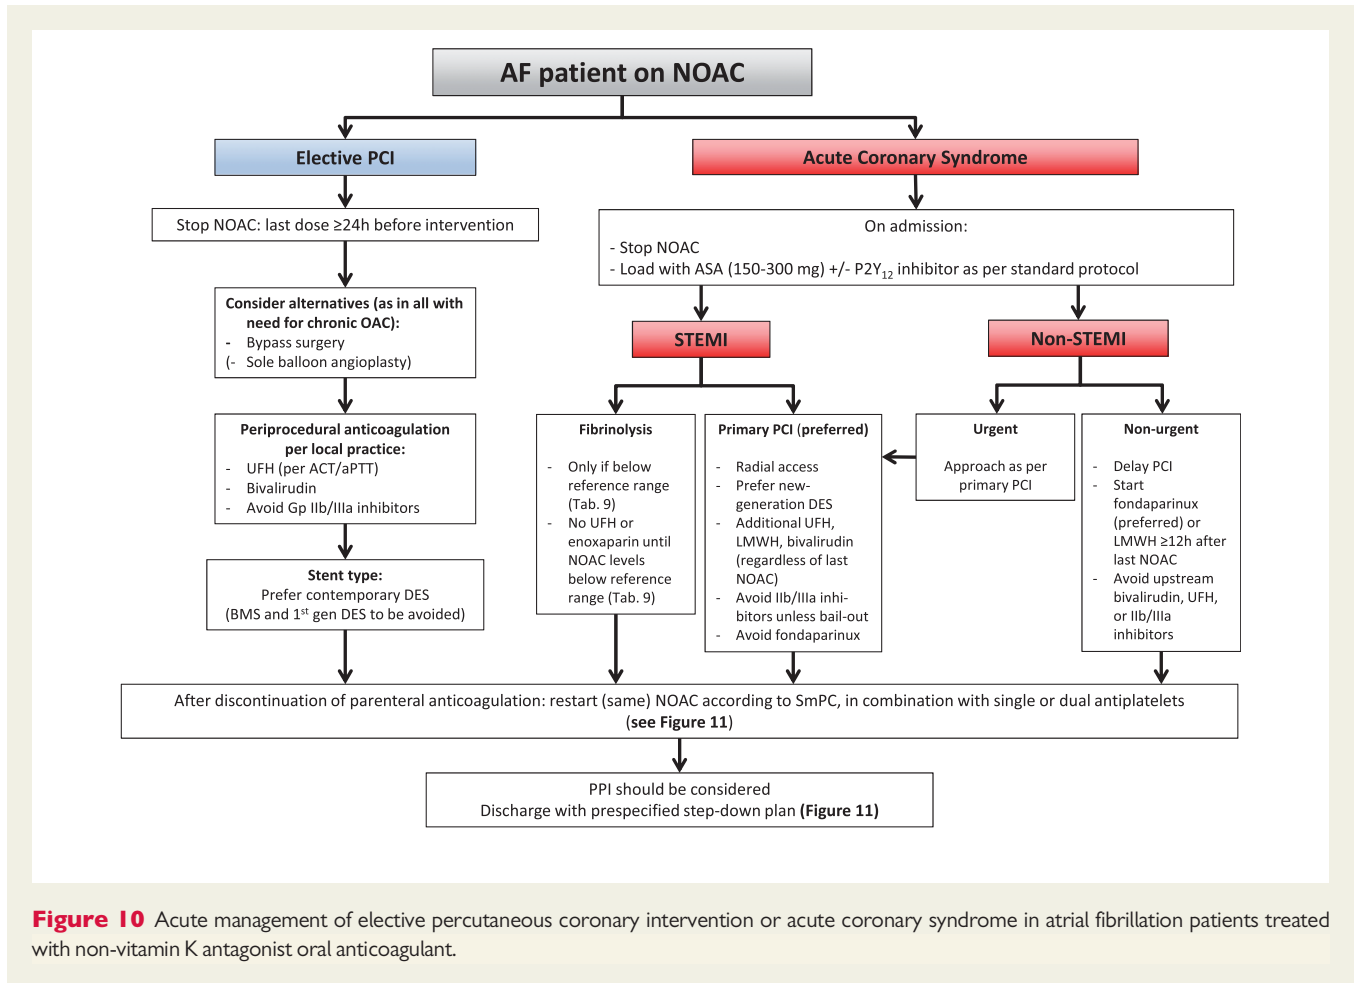 AF patient on NOAC
Elective PCI
Stop NOAC: last dose ≥24h before intervention
Consider alternatives (as in all with
need for chronic OAC):
- Bypass surgery
(- Sole balloon angioplasty)
Periprocedural anticoagulation
per local practice:
- UFH (per ACT/aPTT)
- Bivalirudin
- Avoid Gp IIb/IIIa inhibitors
Stent type:
Prefer contemporary DES
(BMS and 1st gen DES to be avoided)
Acute Coronary Syndrome
On admission:
- Stop NOAC
- Load with ASA (150-300 mg) +/- P2Y12 inhibitor as per standard protocol
STEMI
Fibrinolysis
- Only if below
reference range
(Tab. 9)
- No UFH or
enoxaparin until
NOAC levels
below reference
range (Tab. 9)
Primary PCI (preferred)
- Radial access
- Prefer new-
generation DES
- Additional UFH,
LMWH, bivalirudin
(regardless of last
NOAC)
- Avoid IIb/IIIa inhi-
bitors unless bail-out
- Avoid fondaparinux
Non-STEMI
Urgent
Approach as per
primary PCI
Non-urgent
- Delay PCI
- Start
fondaparinux
(preferred) or
LMWH ≥12h after
last NOAC
- Avoid upstream
bivalirudin, UFH,
or IIb/IIIa
inhibitors
After discontinuation of parenteral anticoagulation: restart (same) NOAC according to SmPC, in combination with single or dual antiplatelets
(see Figure 11)
PPI should be considered
Discharge with prespecified step-down plan (Figure 11)
Figure 10 Acute management of elective percutaneous coronary intervention or acute coronary syndrome in atrial fibrillation patients treated
with non-vitamin K antagonist oral anticoagulant.